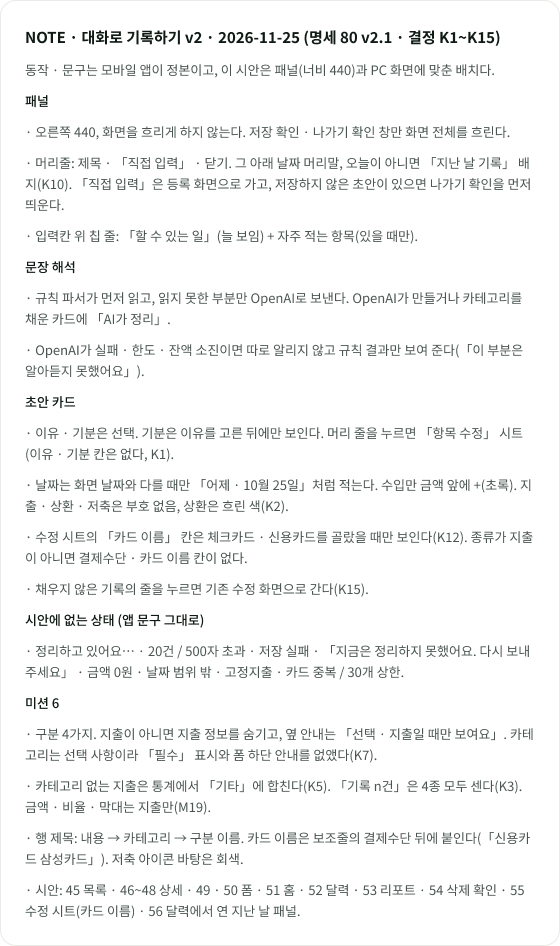 NOTE · 대화로 기록하기 v2 · 2026-11-25 (명세 80 v2.1 · 결정 K1~K15)
동작 · 문구는 모바일 앱이 정본이고, 이 시안은 패널(너비 440)과 PC 화면에 맞춘 배치다.
패널
· 오른쪽 440, 화면을 흐리게 하지 않는다. 저장 확인 · 나가기 확인 창만 화면 전체를 흐린다.
· 머리줄: 제목 · 「직접 입력」 · 닫기. 그 아래 날짜 머리말, 오늘이 아니면 「지난 날 기록」 배
지(K10). 「직접 입력」은 등록 화면으로 가고, 저장하지 않은 초안이 있으면 나가기 확인을 먼저
띄운다.
· 입력칸 위 칩 줄: 「할 수 있는 일」(늘 보임) + 자주 적는 항목(있을 때만).
문장 해석
· 규칙 파서가 먼저 읽고, 읽지 못한 부분만 OpenAI로 보낸다. OpenAI가 만들거나 카테고리를
채운 카드에 「AI가 정리」.
· OpenAI가 실패 · 한도 · 잔액 소진이면 따로 알리지 않고 규칙 결과만 보여 준다(「이 부분은
알아듣지 못했어요」).
초안 카드
· 이유 · 기분은 선택. 기분은 이유를 고른 뒤에만 보인다. 머리 줄을 누르면 「항목 수정」 시트
(이유 · 기분 칸은 없다, K1).
· 날짜는 화면 날짜와 다를 때만 「어제 · 10월 25일」처럼 적는다. 수입만 금액 앞에 +(초록). 지
출 · 상환 · 저축은 부호 없음, 상환은 흐린 색(K2).
· 수정 시트의 「카드 이름」 칸은 체크카드 · 신용카드를 골랐을 때만 보인다(K12). 종류가 지출
이 아니면 결제수단 · 카드 이름 칸이 없다.
· 채우지 않은 기록의 줄을 누르면 기존 수정 화면으로 간다(K15).
시안에 없는 상태 (앱 문구 그대로)
· 정리하고 있어요… · 20건 / 500자 초과 · 저장 실패 · 「지금은 정리하지 못했어요. 다시 보내
주세요」 · 금액 0원 · 날짜 범위 밖 · 고정지출 · 카드 중복 / 30개 상한.
미션 6
· 구분 4가지. 지출이 아니면 지출 정보를 숨기고, 옆 안내는 「선택 · 지출일 때만 보여요」. 카테
고리는 선택 사항이라 「필수」 표시와 폼 하단 안내를 없앴다(K7).
· 카테고리 없는 지출은 통계에서 「기타」에 합친다(K5). 「기록 n건」은 4종 모두 센다(K3).
금액 · 비율 · 막대는 지출만(M19).
· 행 제목: 내용 → 카테고리 → 구분 이름. 카드 이름은 보조줄의 결제수단 뒤에 붙인다(「신용카
드 삼성카드」). 저축 아이콘 바탕은 회색.
· 시안: 45 목록 · 46~48 상세 · 49 · 50 폼 · 51 홈 · 52 달력 · 53 리포트 · 54 삭제 확인 · 55
수정 시트(카드 이름) · 56 달력에서 연 지난 날 패널.